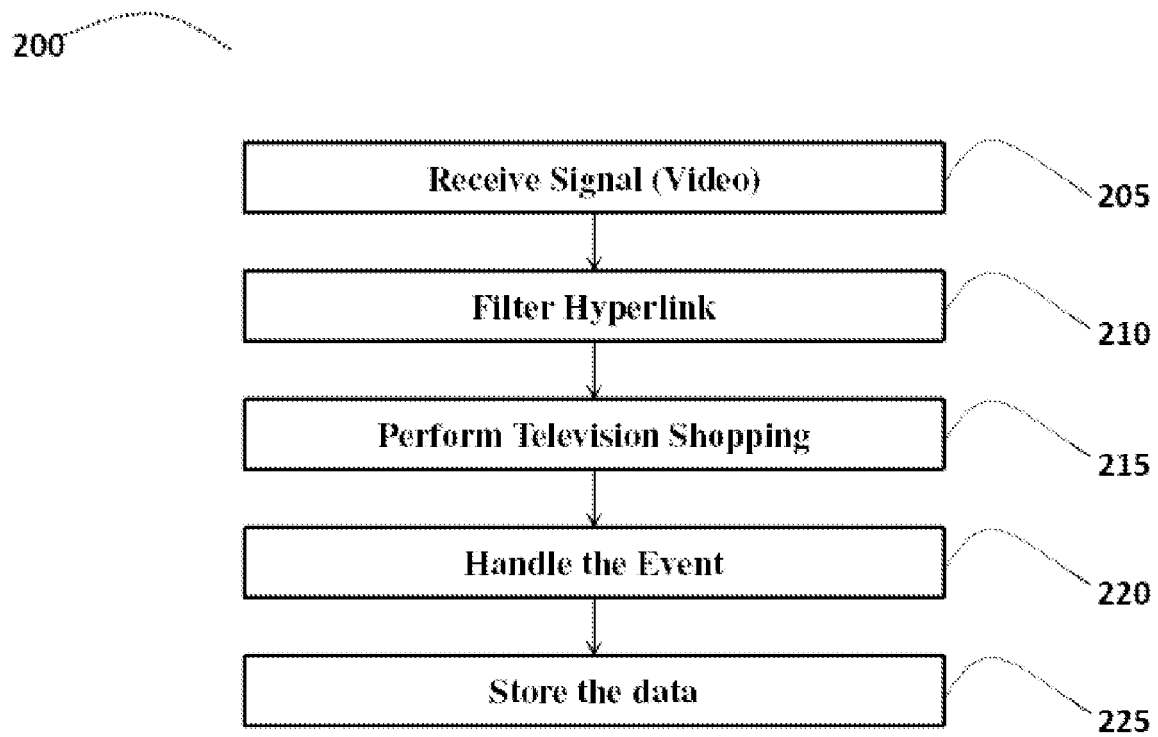 200
Receive Signal (Video)
205
Filter Hyperlink
210
Perform Television Shopping
215
Handle the Event
220
Store the data
225